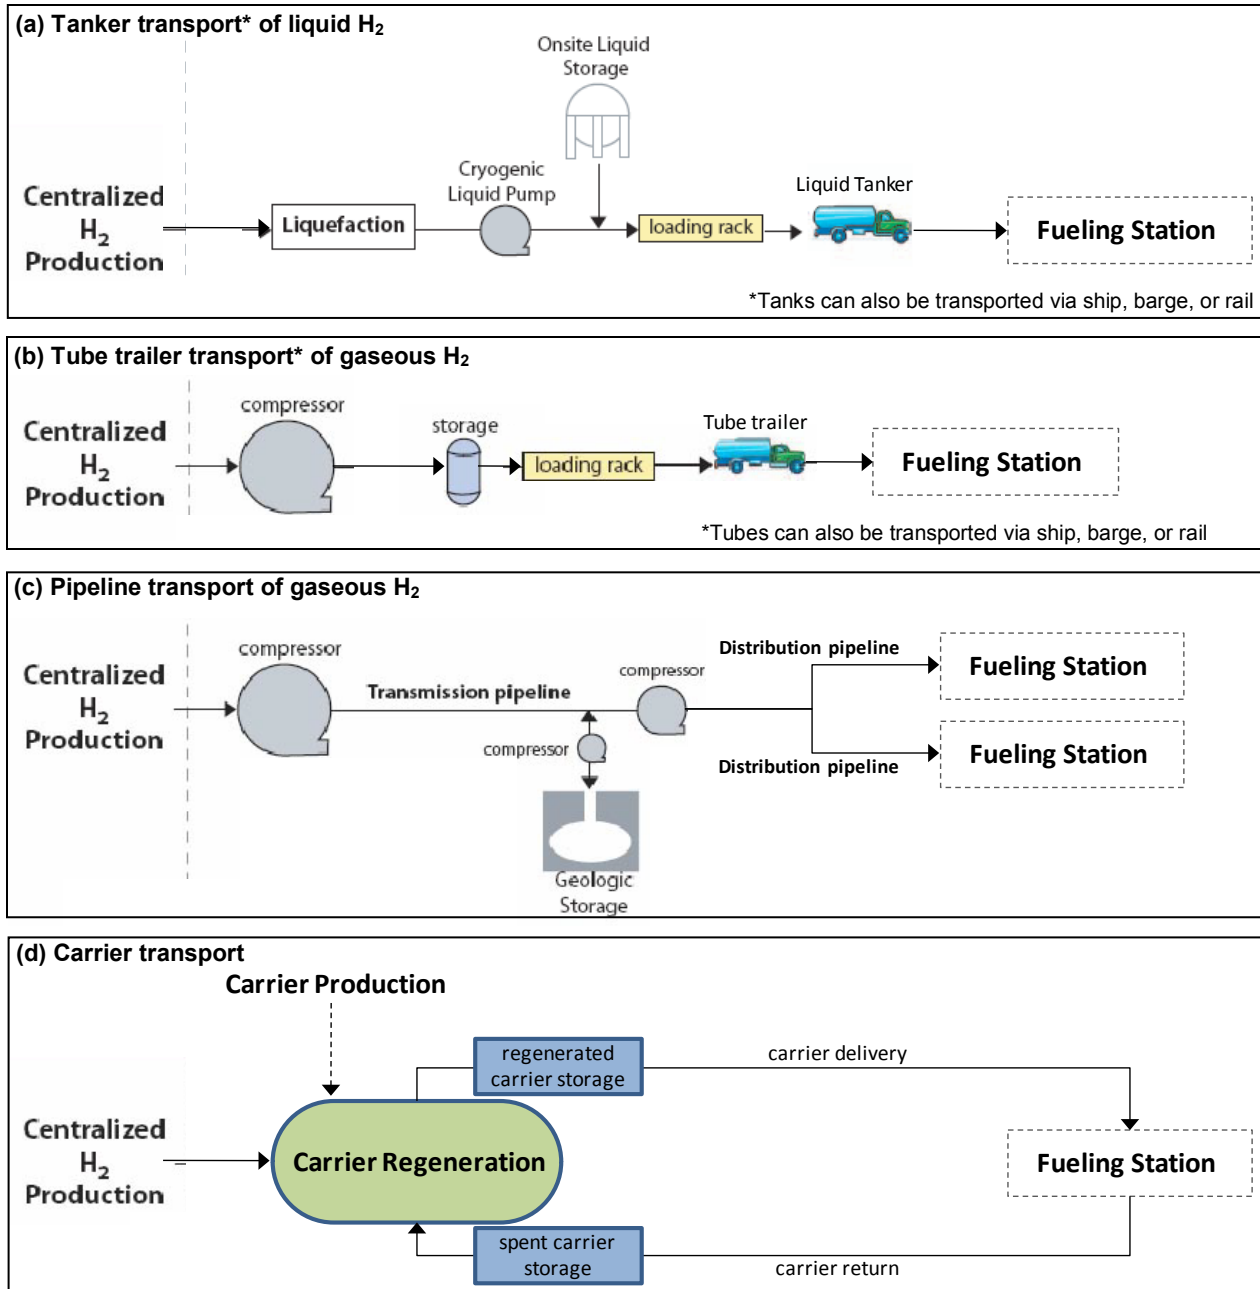 (a) Tanker transport* of liquid H₂
Onsite Liquid
Storage
Centralized
H₂
Production
Liquefaction
Cryogenic
Liquid Pump
loading rack
Liquid Tanker
Fueling Station
*Tanks can also be transported via ship, barge, or rail
(b) Tube trailer transport* of gaseous H₂
Centralized
H₂
Production
compressor
storage
loading rack
Tube trailer
Fueling Station
*Tubes can also be transported via ship, barge, or rail
(c) Pipeline transport of gaseous H₂
Centralized
H₂
Production
compressor
Transmission pipeline
compressor
Geologic
Storage
compressor
Distribution pipeline
Fueling Station
Distribution pipeline
Fueling Station
(d) Carrier transport
Carrier Production
Centralized
H₂
Production
Carrier Regeneration
regenerated
carrier storage
carrier delivery
Fueling Station
spent carrier
storage
carrier return